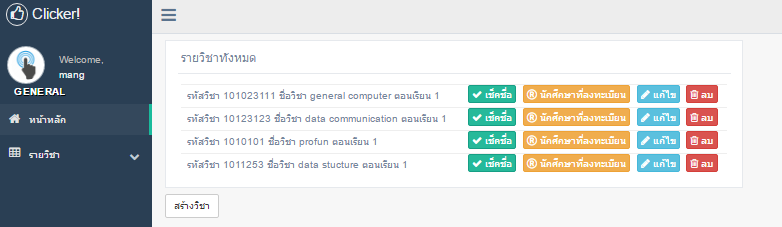 Clicker!
Welcome,
mang
GENERAL
หน้าหลัก
รายวิชา
รายวิชาทั้งหมด
รหัสวิชา 101023111 ชื่อวิชา general computer ตอนเรียน 1 เช็คชื่อ นักศึกษาที่ลงทะเบียน แก้ไข ลบ
รหัสวิชา 10123123 ชื่อวิชา data communication ตอนเรียน 1 เช็คชื่อ นักศึกษาที่ลงทะเบียน แก้ไข ลบ
รหัสวิชา 1010101 ชื่อวิชา profun ตอนเรียน 1 เช็คชื่อ นักศึกษาที่ลงทะเบียน แก้ไข ลบ
รหัสวิชา 1011253 ชื่อวิชา data stucture ตอนเรียน 1 เช็คชื่อ นักศึกษาที่ลงทะเบียน แก้ไข ลบ
สร้างวิชา